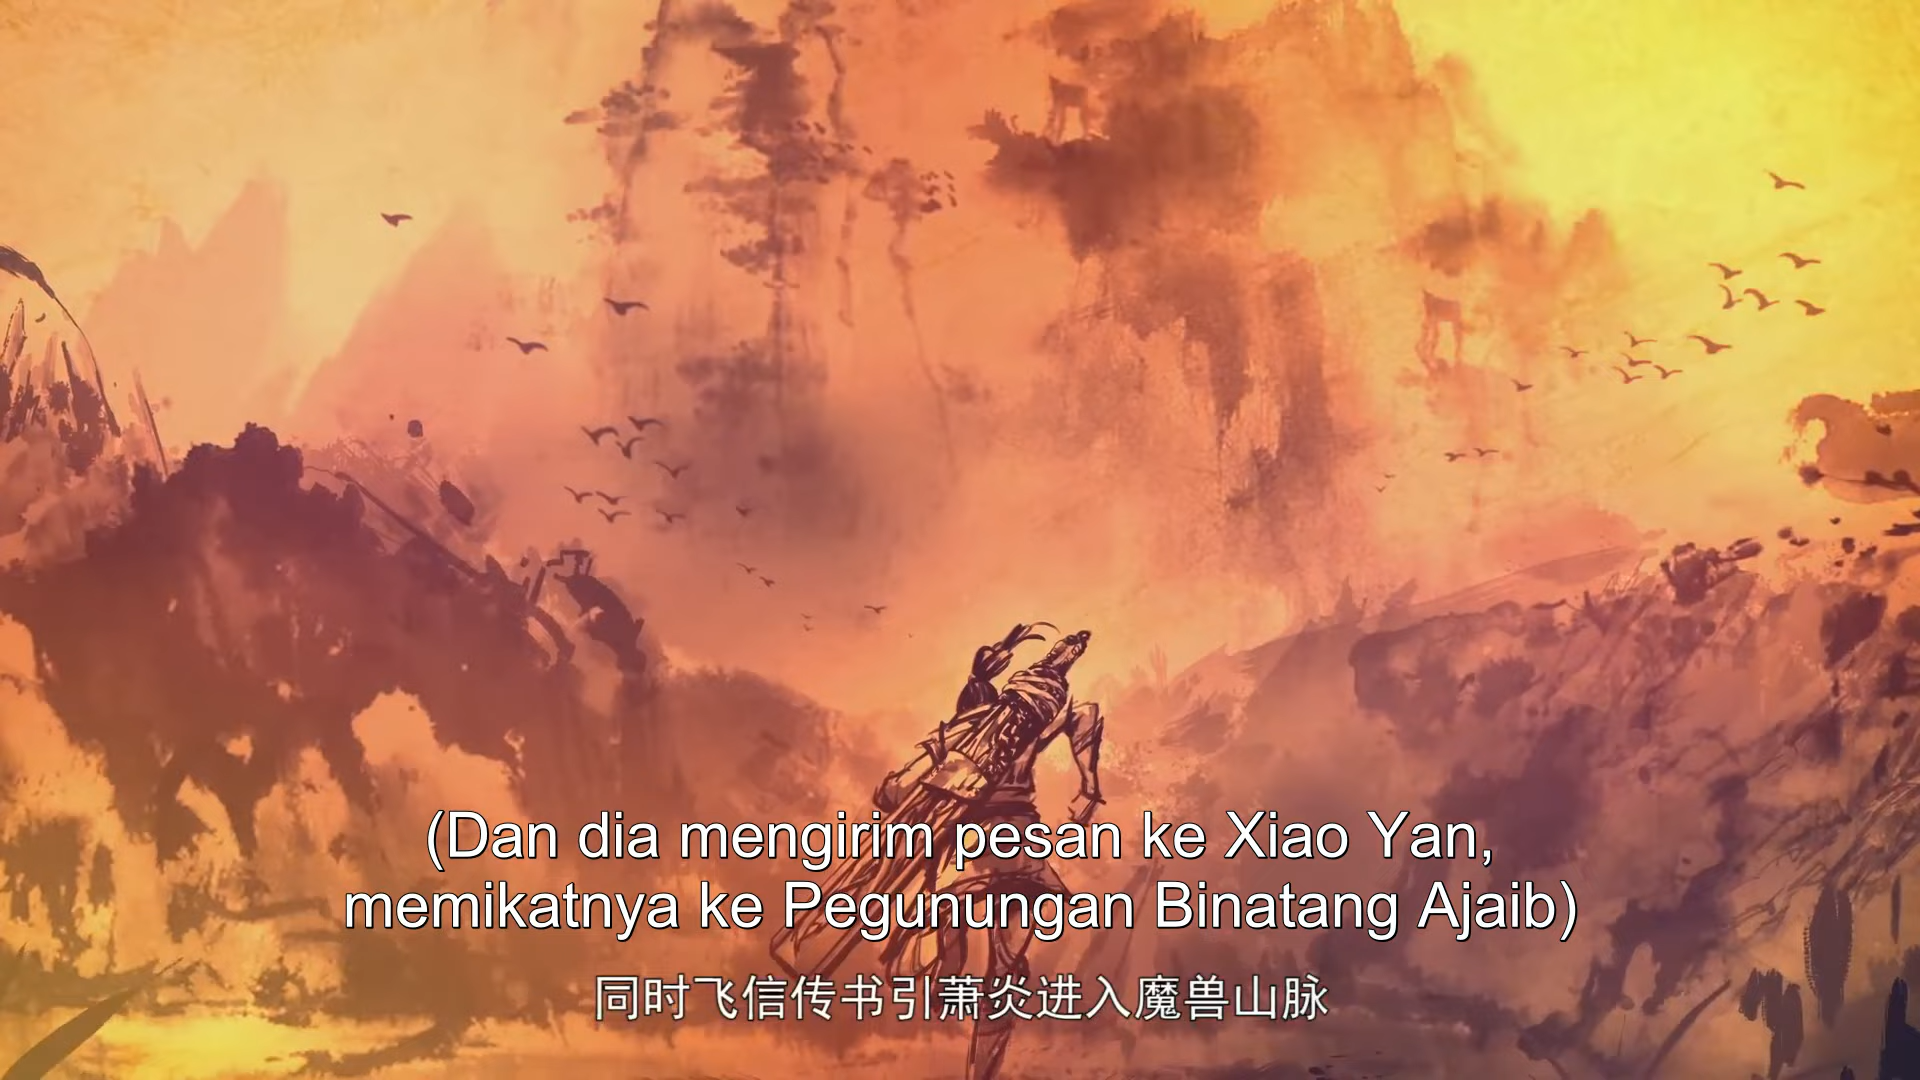 (Dan dia mengirim pesan ke Xiao Yan,
memikatnya ke Pegunungan Binatang Ajaib)
同时飞信传书引萧炎进入魔兽山脉